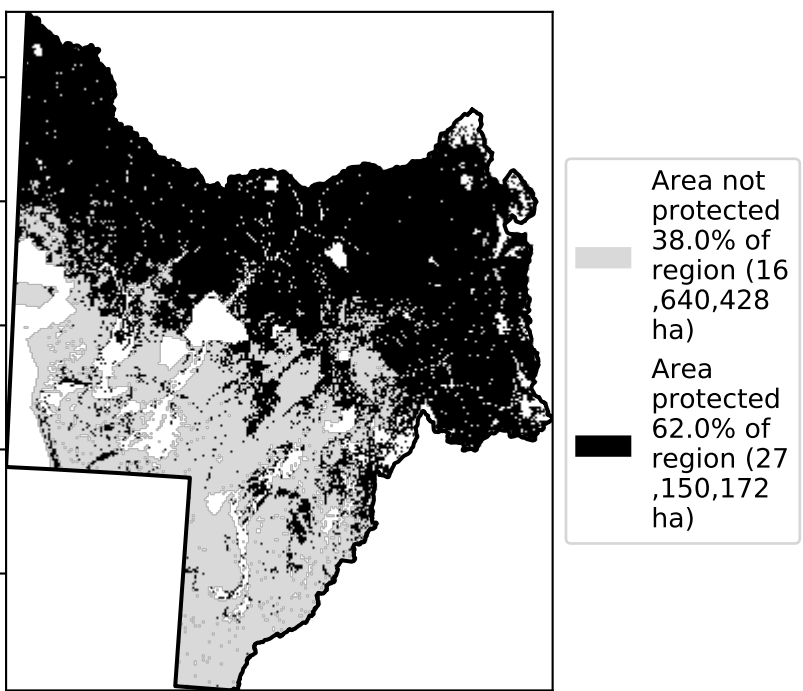 Area not
protected
38.0% of
region (16
,640,428
ha)
Area
protected
62.0% of
region (27
,150,172
ha)